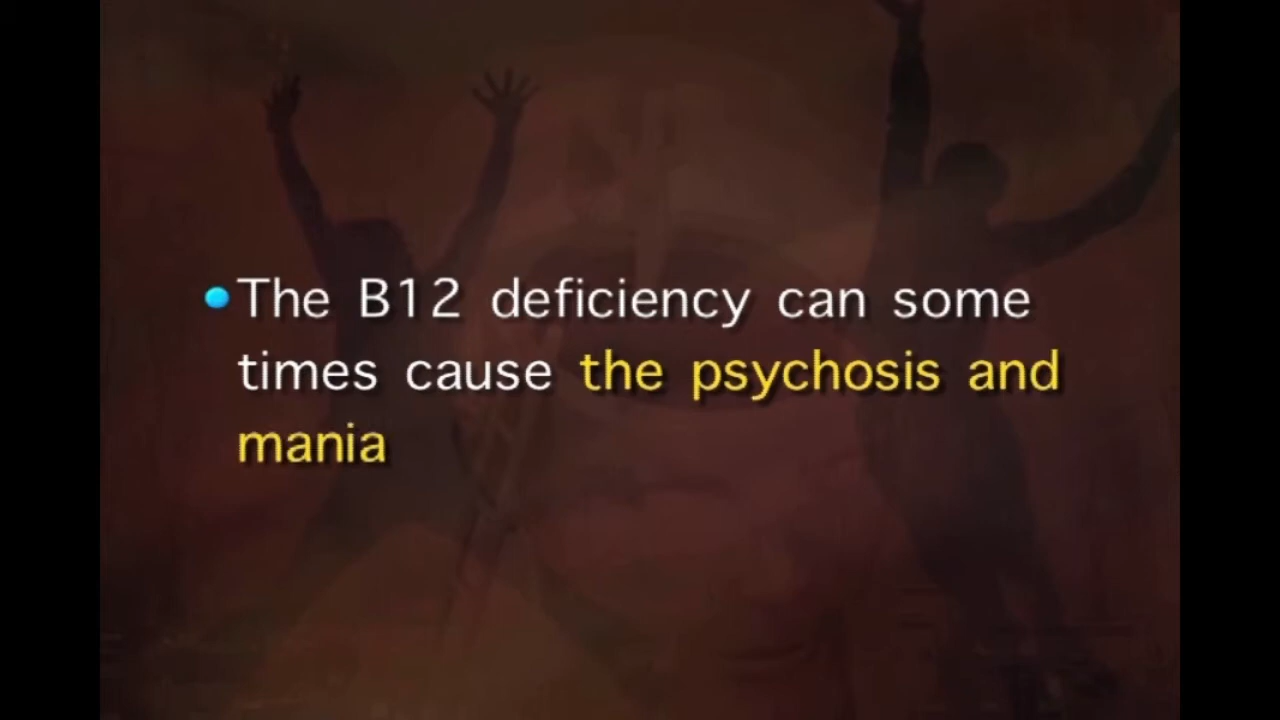 •The B12 deficiency can some
times cause the psychosis and
mania